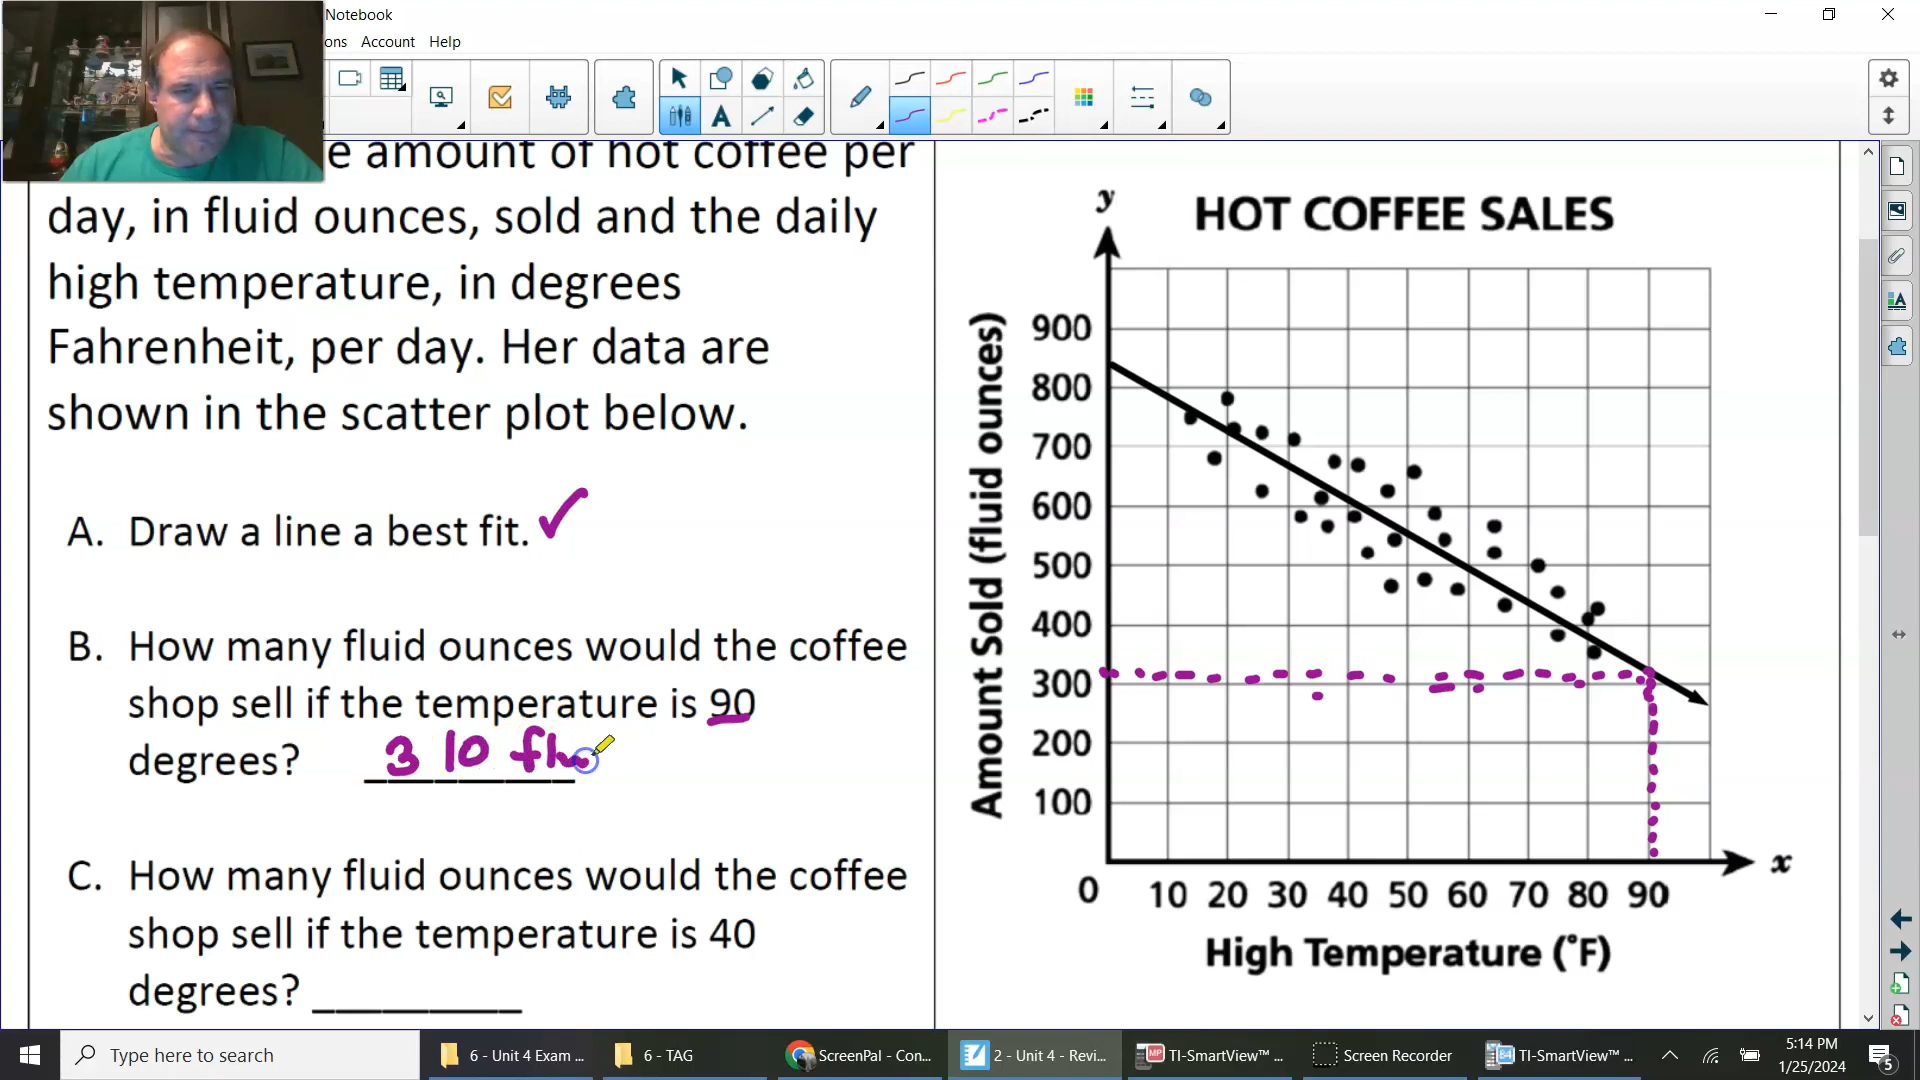 Notebook
ons Account Help
e amount of hot coffee per
day, in fluid ounces, sold and the daily
high temperature, in degrees
Fahrenheit, per day. Her data are
shown in the scatter plot below.
A. Draw a line a best fit.
B. How many fluid ounces would the coffee
shop sell if the temperature is 90
degrees? 310
C. How many fluid ounces would the coffee
shop sell if the temperature is 40
degrees?
HOT COFFEE SALES
y
Amount Sold (fluid ounces)
900
800
700
600
500
400
300
200
100
0 10 20 30 40 50 60 70 80 90
x
High Temperature (°F)
Type here to search
6 - Unit 4 Exam ...
6 - TAG
ScreenPal - Con...
2 - Unit 4 - Revi...
TI-SmartView™ ...
Screen Recorder
TI-SmartView™ ...
5:14 PM
1/25/2024
5